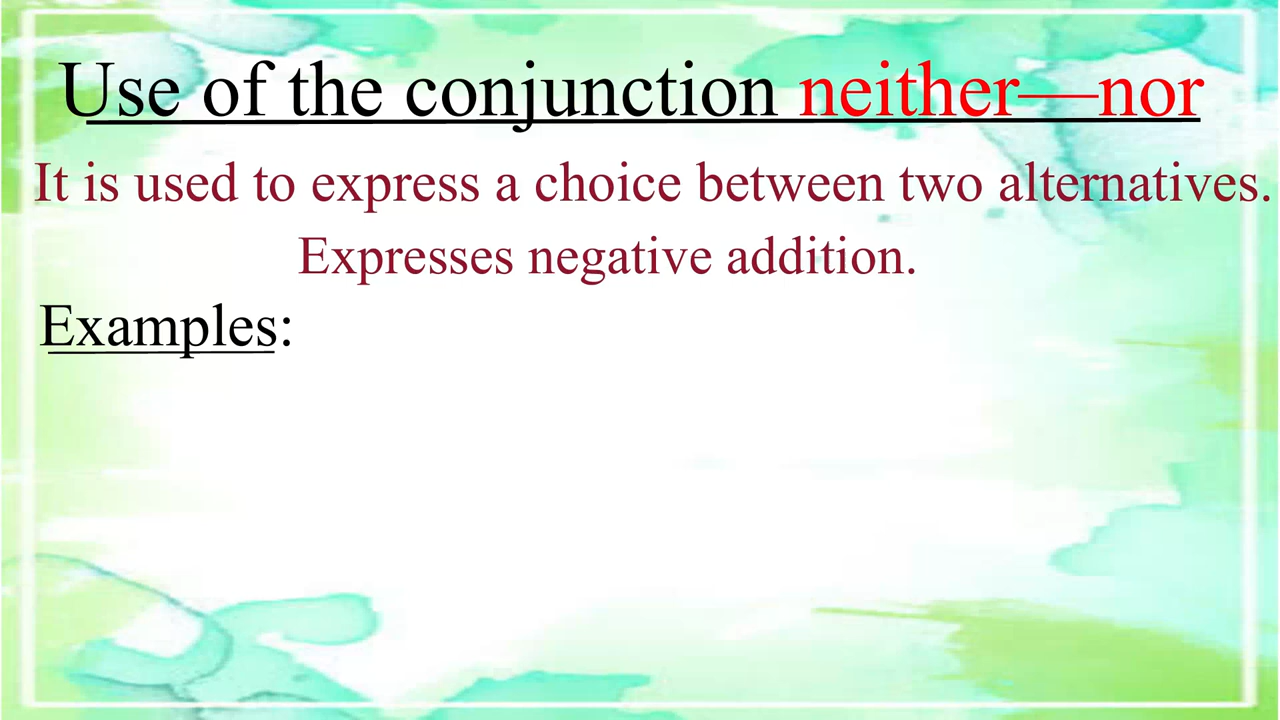 Use of the conjunction neither—nor
It is used to express a choice between two alternatives.
Expresses negative addition.
Examples: